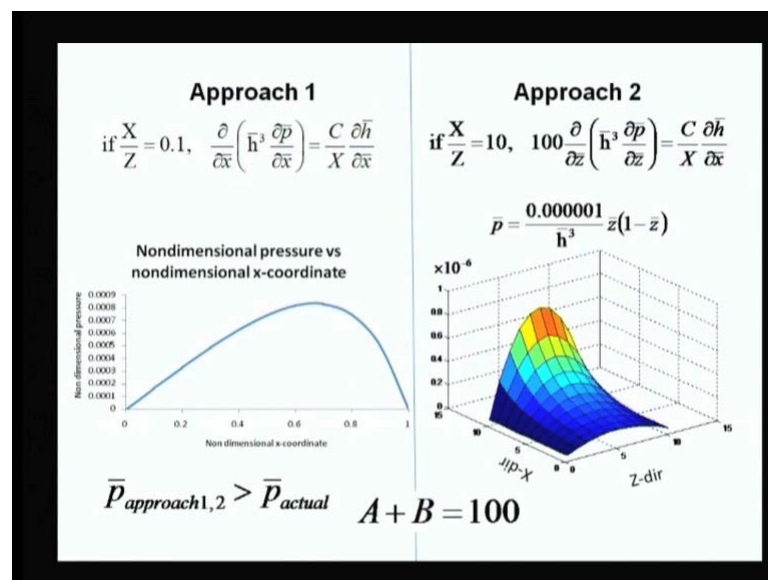 Approach 1
if X/Z = 0.1, ∂/∂x̅ (h̅³ ∂p̅/∂x̅) = C/X ∂h̅/∂x̅
Nondimensional pressure vs
nondimensional x-coordinate
Non dimensional pressure
0.0009
0.0008
0.0007
0.0006
0.0005
0.0004
0.0003
0.0002
0.0001
0
0 0.2 0.4 0.6 0.8 1
Non dimensional x-coordinate
p̅ approach1,2 > p̅ actual
Approach 2
if X/Z = 10, 100 ∂/∂z̅ (h̅³ ∂p̅/∂z̅) = C/X ∂h̅/∂x̅
p̅ = 0.000001/h̅³ z̅(1− z̅)
×10⁻⁶
1
0.8
0.6
0.4
0.2
0
15
10
5
0
X-dir
0
5
10
15
Z-dir
A + B = 100